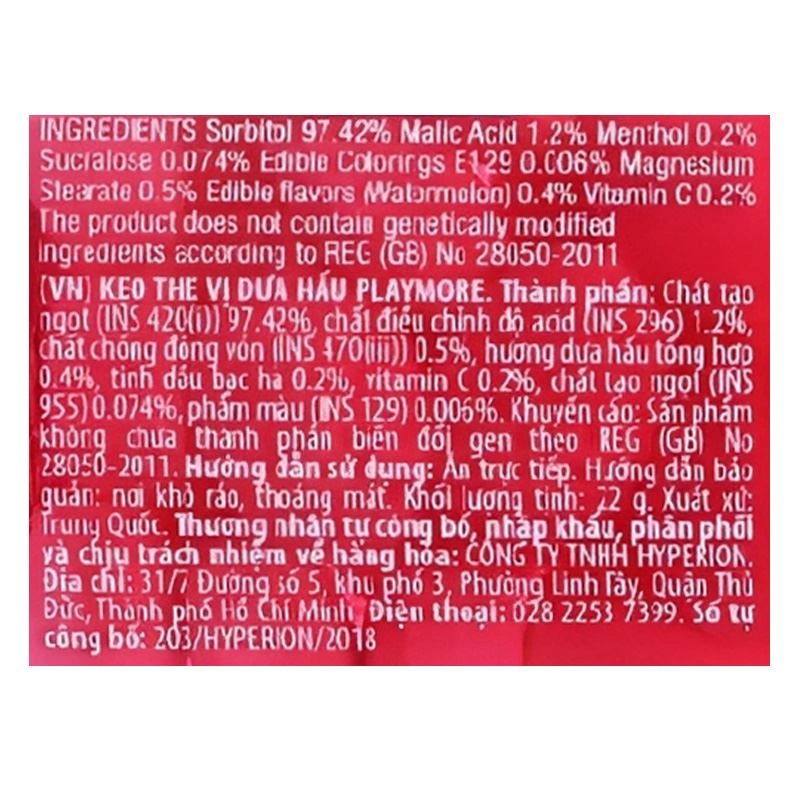 INGREDIENTS Sorbitol 97.42% Malic Acid 1.2% Menthol 0.2%
Sucralose 0.074% Edible Colorings E129 0.006% Magnesium
Stearate 0.5% Edible flavors (Watermelon) 0.4% Vitamin C 0.2%
The product does not contain genetically modified
ingredients according to REG (GB) No 28050-2011
(VN) KẸO THE VỊ DƯA HẤU PLAYMORE. Thành phần: Chất tạo
ngọt (INS 420(i)) 97.42%, chất điều chỉnh độ acid (INS 296) 1.2%,
chất chống đông vón (INS 470(iii)) 0.5%, hương dưa hấu tổng hợp
0.4%, tinh dầu bạc hà 0.2%, vitamin C 0.2%, chất tạo ngọt (INS
955) 0.074%, phẩm màu (INS 129) 0.006%. Khuyến cáo: Sản phẩm
không chứa thành phần biến đổi gen theo REG (GB) No
28050-2011. Hướng dẫn sử dụng: Ăn trực tiếp. Hướng dẫn bảo
quản: nơi khô ráo, thoáng mát. Khối lượng tịnh: 22 g. Xuất xứ:
Trung Quốc. Thương nhân tự công bố, nhập khẩu, phân phối
và chịu trách nhiệm về hàng hóa: CÔNG TY TNHH HYPERION.
Địa chỉ: 31/7 Đường số 5, khu phố 3, Phường Linh Tây, Quận Thủ
Đức, Thành phố Hồ Chí Minh. Điện thoại: 028 2253 7399. Số tự
công bố: 203/HYPERION/2018